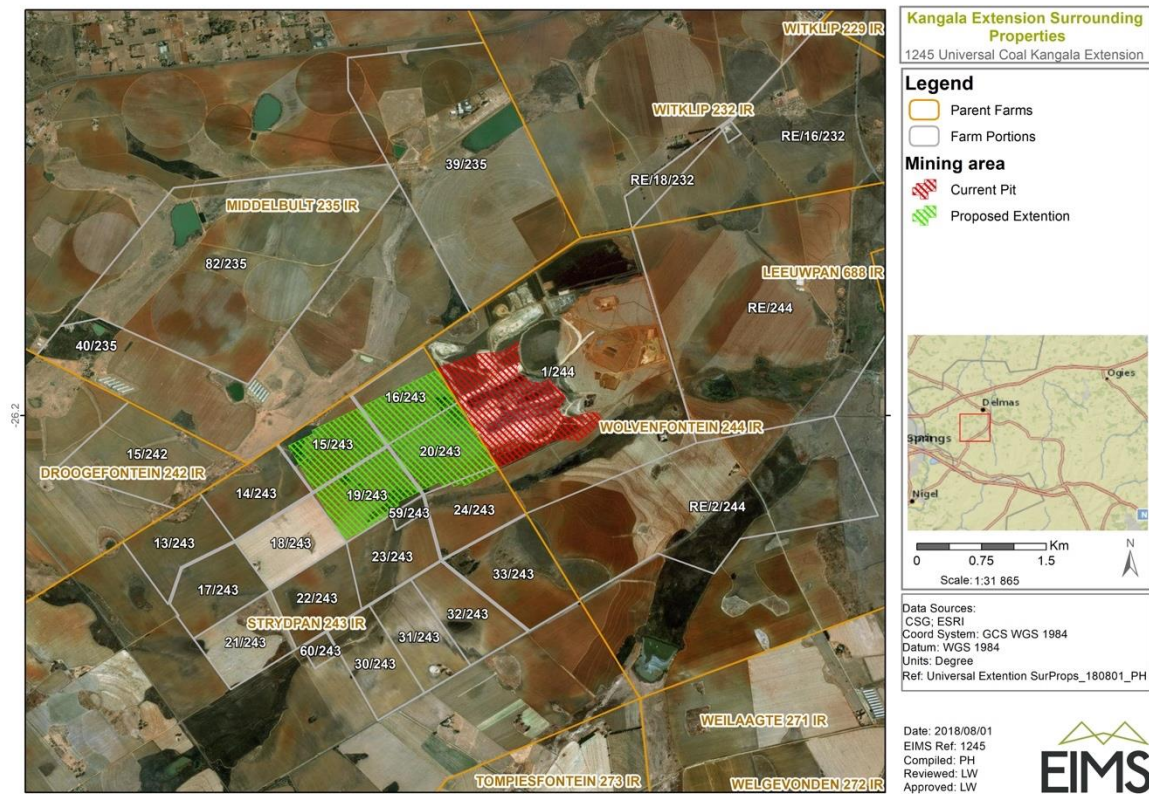 WITKLIP 229 IR
WITKLIP 232 IR
RE/16/232
39/235
RE/18/232
MIDDELBULT 235 IR
82/235
LEEUWPAN 688 IR
RE/244
40/235
1/244
16/243
-26.2
-26.2
WOLVENFONTEIN 244 IR
15/243
20/243
15/242
DROOGEFONTEIN 242 IR
14/243
19/243
59/243
24/243
RE/2/244
13/243
18/243
23/243
33/243
17/243
22/243
32/243
STRYDPAN 243 IR
21/243
31/243
60/243
30/243
WEILAAGTE 271 IR
TOMPIESFONTEIN 273 IR
WELGEVONDEN 272 IR
Kangala Extension Surrounding
Properties
1245 Universal Coal Kangala Extension
Legend
Parent Farms
Farm Portions
Mining area
Current Pit
Proposed Extention
Ogies
Delmas
Springs
Nigel
N
0 0.75 1.5 Km
N
Scale: 1:31 865
Data Sources:
CSG; ESRI
Coord System: GCS WGS 1984
Datum: WGS 1984
Units: Degree
Ref: Universal Extention SurProps_180801_PH
Date: 2018/08/01
EIMS Ref: 1245
Compiled: PH
Reviewed: LW
Approved: LW
EIMS